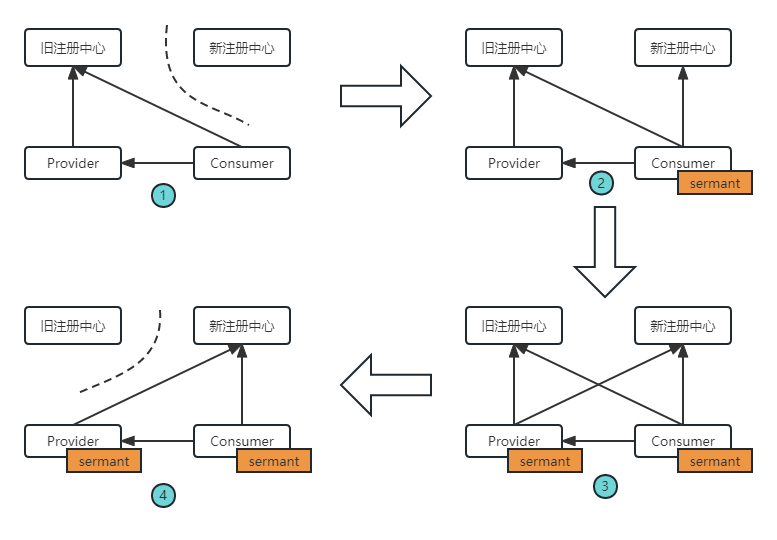 旧注册中心
新注册中心
Provider
Consumer
1
旧注册中心
新注册中心
Provider
Consumer
sermant
2
旧注册中心
新注册中心
Provider
Consumer
sermant
sermant
3
旧注册中心
新注册中心
Provider
Consumer
sermant
sermant
4